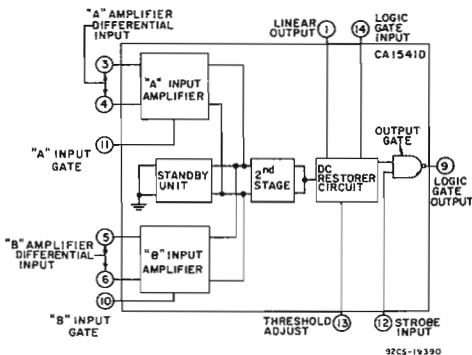 "A" AMPLIFIER
DIFFERENTIAL
INPUT
LINEAR
OUTPUT
LOGIC
GATE
INPUT
1
14
CA1541D
3
4
"A" INPUT
AMPLIFIER
11
"A" INPUT
GATE
OUTPUT
GATE
STANDBY
UNIT
2nd
STAGE
DC
RESTORER
CIRCUIT
9
LOGIC
GATE
OUTPUT
"B" AMPLIFIER
DIFFERENTIAL
INPUT
5
6
"B" INPUT
AMPLIFIER
10
"B" INPUT
GATE
THRESHOLD
ADJUST
13
12
STROBE
INPUT
92CS-19390